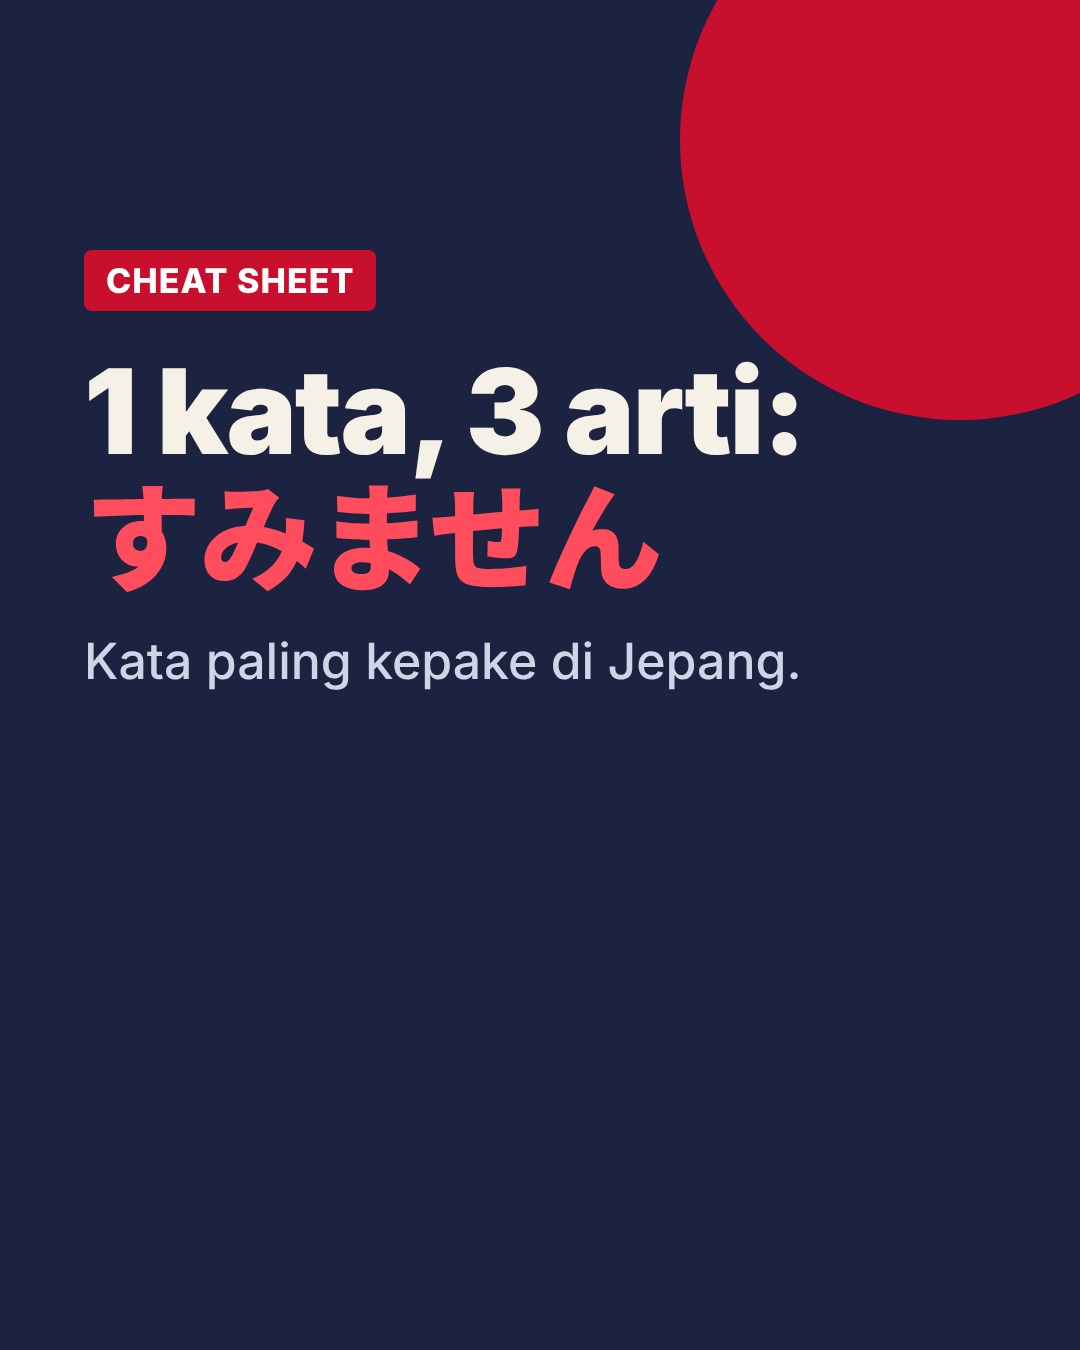 CHEAT SHEET
1 kata, 3 arti:
すみません
Kata paling kepake di Jepang.